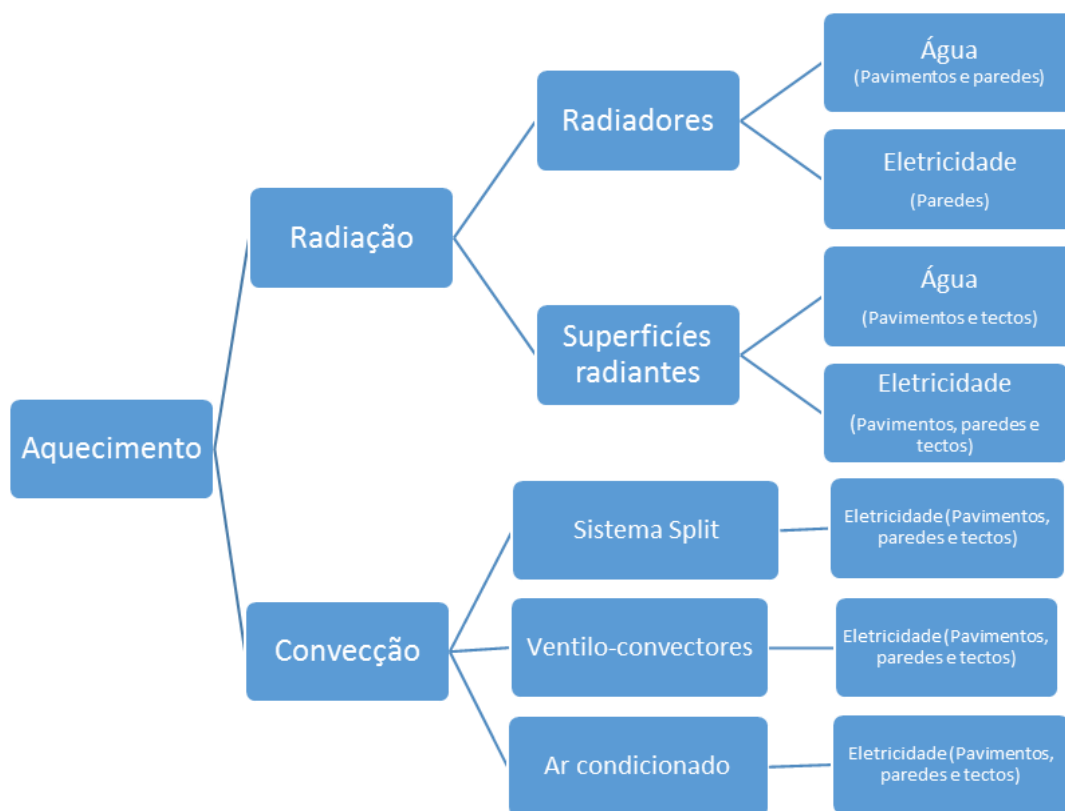 Aquecimento
Radiação
Radiadores
Água
(Pavimentos e paredes)
Eletricidade
(Paredes)
Superficíes
radiantes
Água
(Pavimentos e tectos)
Eletricidade
(Pavimentos, paredes e
tectos)
Convecção
Sistema Split
Eletricidade (Pavimentos,
paredes e tectos)
Ventilo-convectores
Eletricidade (Pavimentos,
paredes e tectos)
Ar condicionado
Eletricidade (Pavimentos,
paredes e tectos)